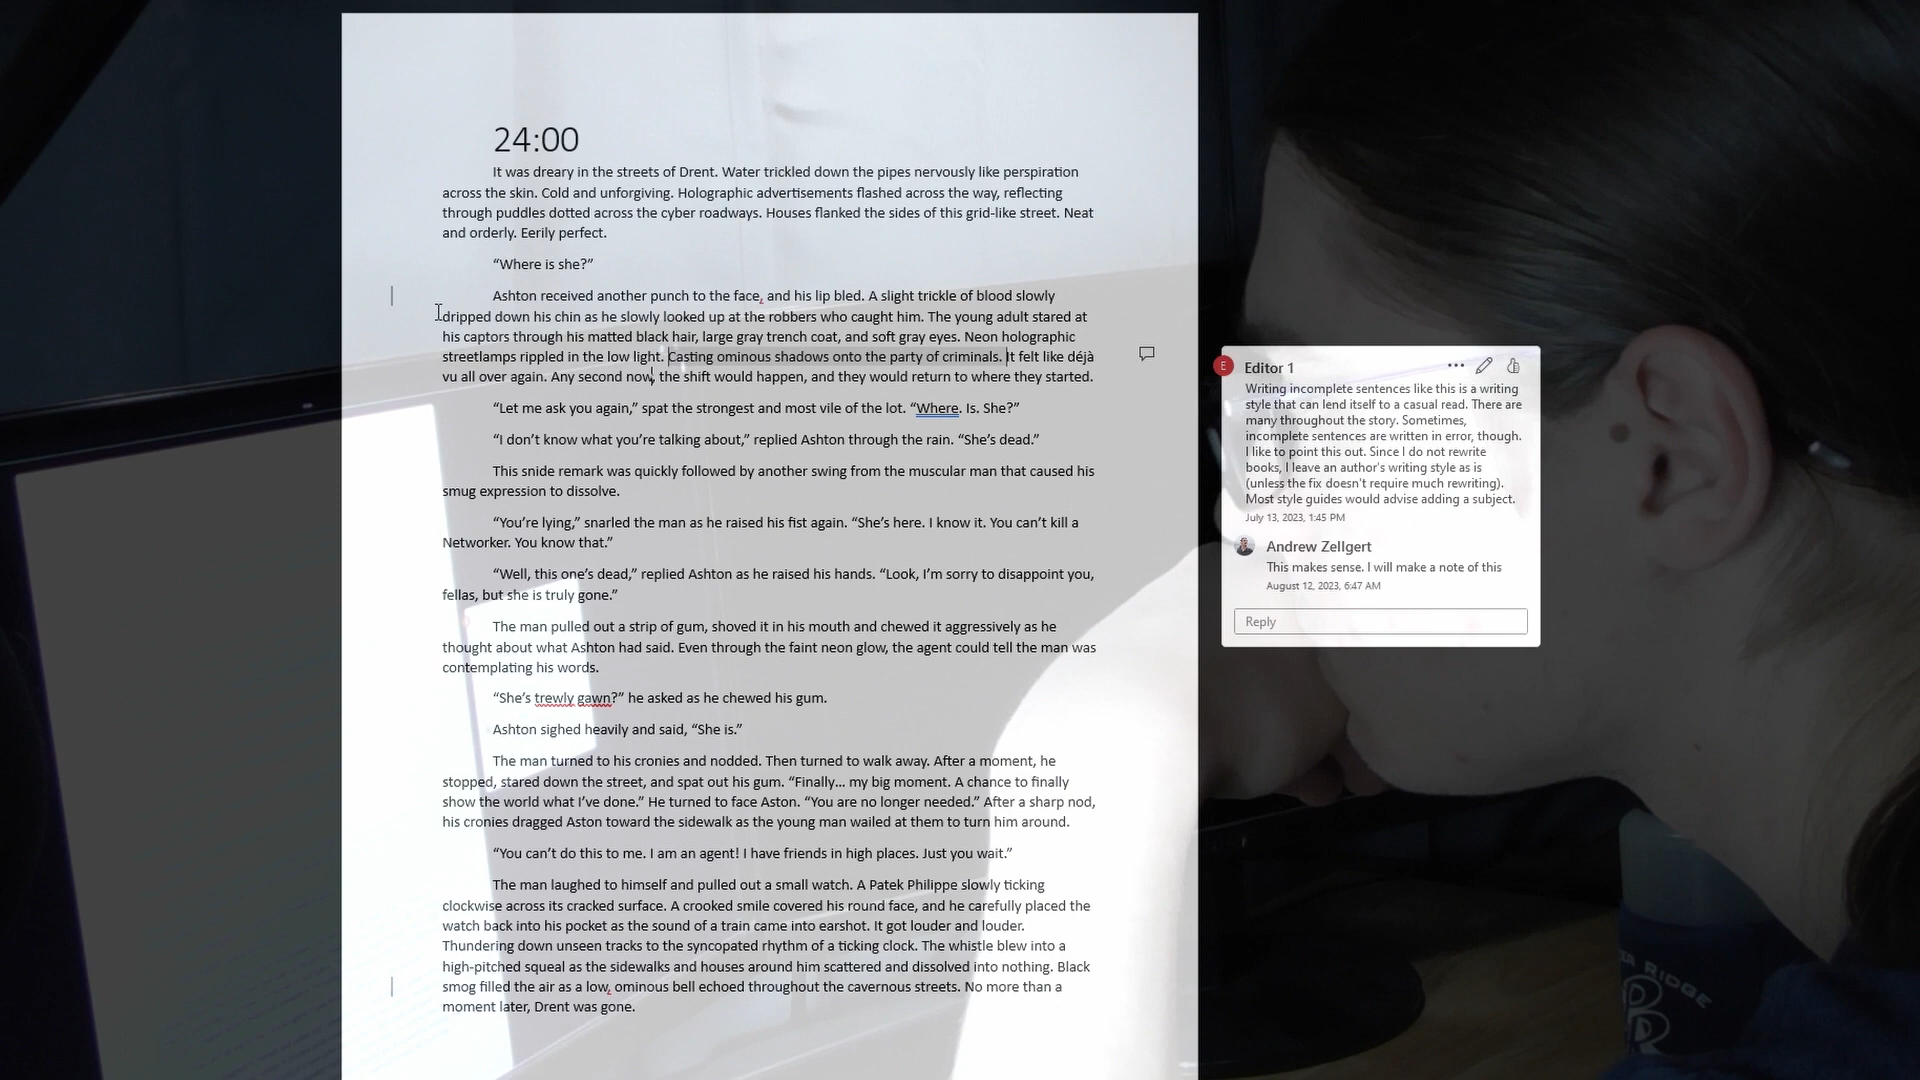 24:00
It was dreary in the streets of Drent. Water trickled down the pipes nervously like perspiration
across the skin. Cold and unforgiving. Holographic advertisements flashed across the way, reflecting
through puddles dotted across the cyber roadways. Houses flanked the sides of this grid-like street. Neat
and orderly. Eerily perfect.
“Where is she?”
Ashton received another punch to the face, and his lip bled. A slight trickle of blood slowly
dripped down his chin as he slowly looked up at the robbers who caught him. The young adult stared at
his captors through his matted black hair, large gray trench coat, and soft gray eyes. Neon holographic
streetlamps rippled in the low light. Casting ominous shadows onto the party of criminals. It felt like déjà
vu all over again. Any second now, the shift would happen, and they would return to where they started.
“Let me ask you again,” spat the strongest and most vile of the lot. “Where. Is. She?”
“I don’t know what you’re talking about,” replied Ashton through the rain. “She’s dead.”
This snide remark was quickly followed by another swing from the muscular man that caused his
smug expression to dissolve.
“You’re lying,” snarled the man as he raised his fist again. “She’s here. I know it. You can’t kill a
Networker. You know that.”
“Well, this one’s dead,” replied Ashton as he raised his hands. “Look, I’m sorry to disappoint you,
fellas, but she is truly gone.”
The man pulled out a strip of gum, shoved it in his mouth and chewed it aggressively as he
thought about what Ashton had said. Even through the faint neon glow, the agent could tell the man was
contemplating his words.
“She’s trewly gawn?” he asked as he chewed his gum.
Ashton sighed heavily and said, “She is.”
The man turned to his cronies and nodded. Then turned to walk away. After a moment, he
stopped, stared down the street, and spat out his gum. “Finally… my big moment. A chance to finally
show the world what I’ve done.” He turned to face Aston. “You are no longer needed.” After a sharp nod,
his cronies dragged Aston toward the sidewalk as the young man wailed at them to turn him around.
“You can’t do this to me. I am an agent! I have friends in high places. Just you wait.”
The man laughed to himself and pulled out a small watch. A Patek Philippe slowly ticking
clockwise across its cracked surface. A crooked smile covered his round face, and he carefully placed the
watch back into his pocket as the sound of a train came into earshot. It got louder and louder.
Thundering down unseen tracks to the syncopated rhythm of a ticking clock. The whistle blew into a
high-pitched squeal as the sidewalks and houses around him scattered and dissolved into nothing. Black
smog filled the air as a low, ominous bell echoed throughout the cavernous streets. No more than a
moment later, Drent was gone.
E
Editor 1
Writing incomplete sentences like this is a writing
style that can lend itself to a casual read. There are
many throughout the story. Sometimes,
incomplete sentences are written in error, though.
I like to point this out. Since I do not rewrite
books, I leave an author's writing style as is
(unless the fix doesn't require much rewriting).
Most style guides would advise adding a subject.
July 13, 2023, 1:45 PM
Andrew Zellgert
This makes sense. I will make a note of this
August 12, 2023, 6:47 AM
Reply
RIDGE